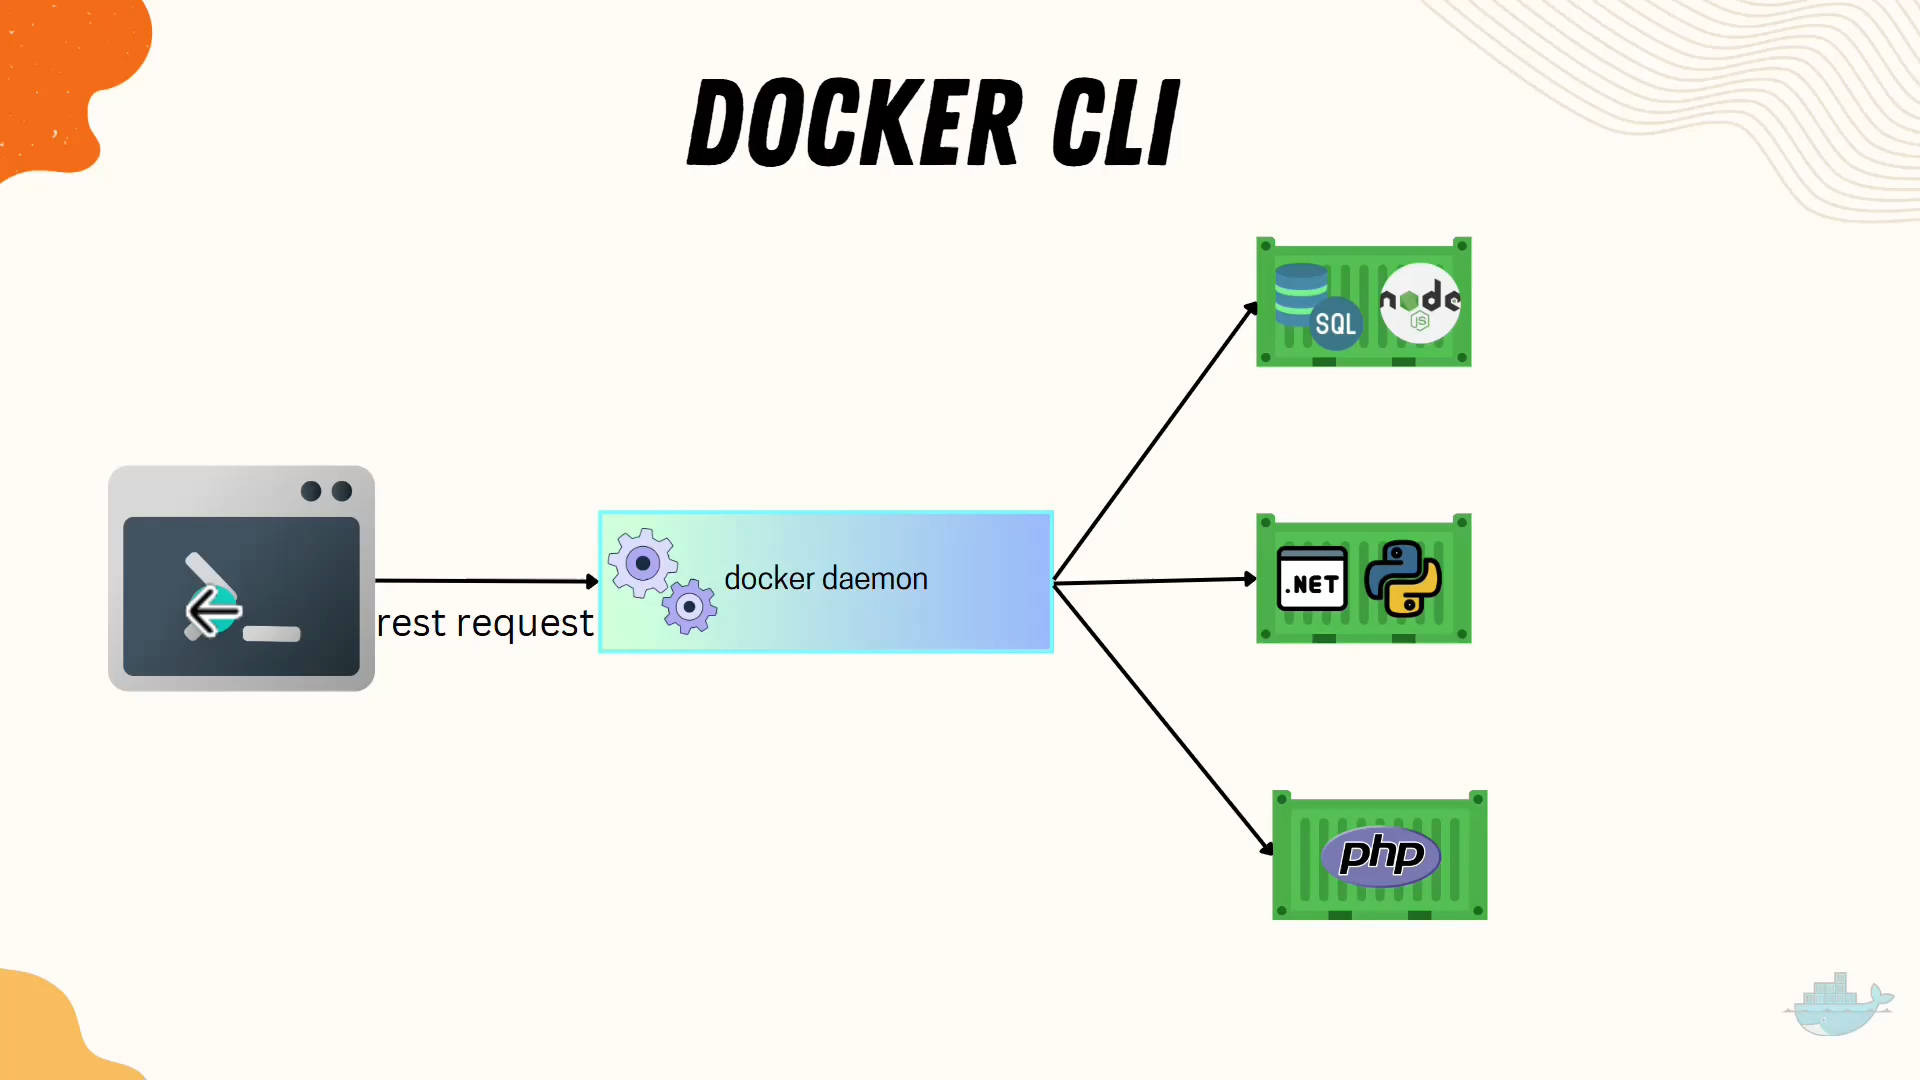 DOCKER CLI
SQL
node
JS
rest request
docker daemon
.NET
php